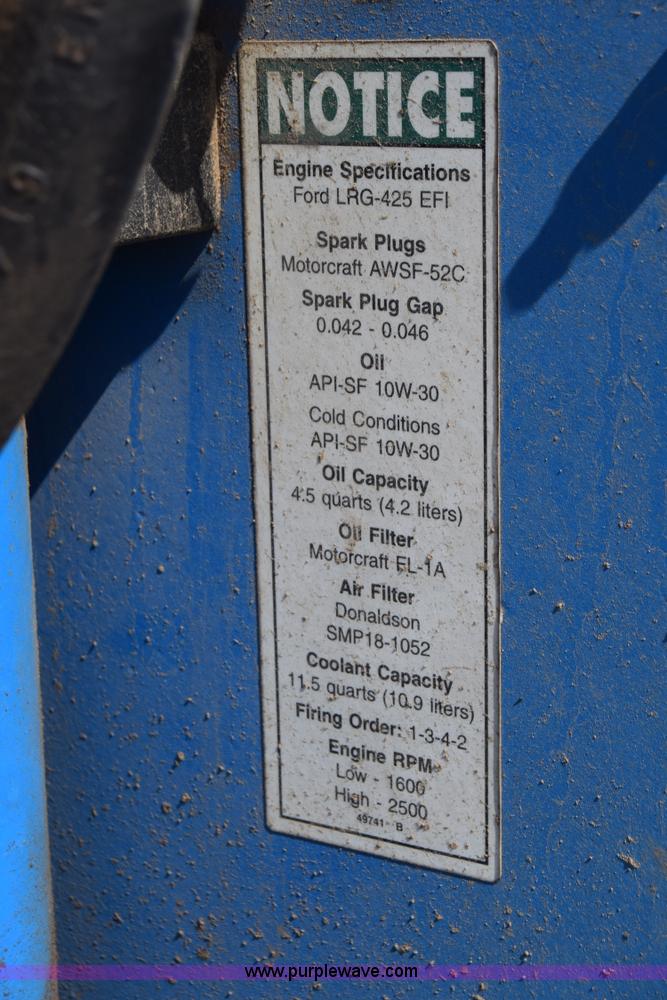 NOTICE
Engine Specifications
Ford LRG-425 EFI
Spark Plugs
Motorcraft AWSF-52C
Spark Plug Gap
0.042 - 0.046
Oil
API-SF 10W-30
Cold Conditions
API-SF 10W-30
Oil Capacity
4.5 quarts (4.2 liters)
Oil Filter
Motorcraft FL-1A
Air Filter
Donaldson
SMP18-1052
Coolant Capacity
11.5 quarts (10.9 liters)
Firing Order: 1-3-4-2
Engine RPM
Low - 1600
High - 2500
49741 B
www.purplewave.com